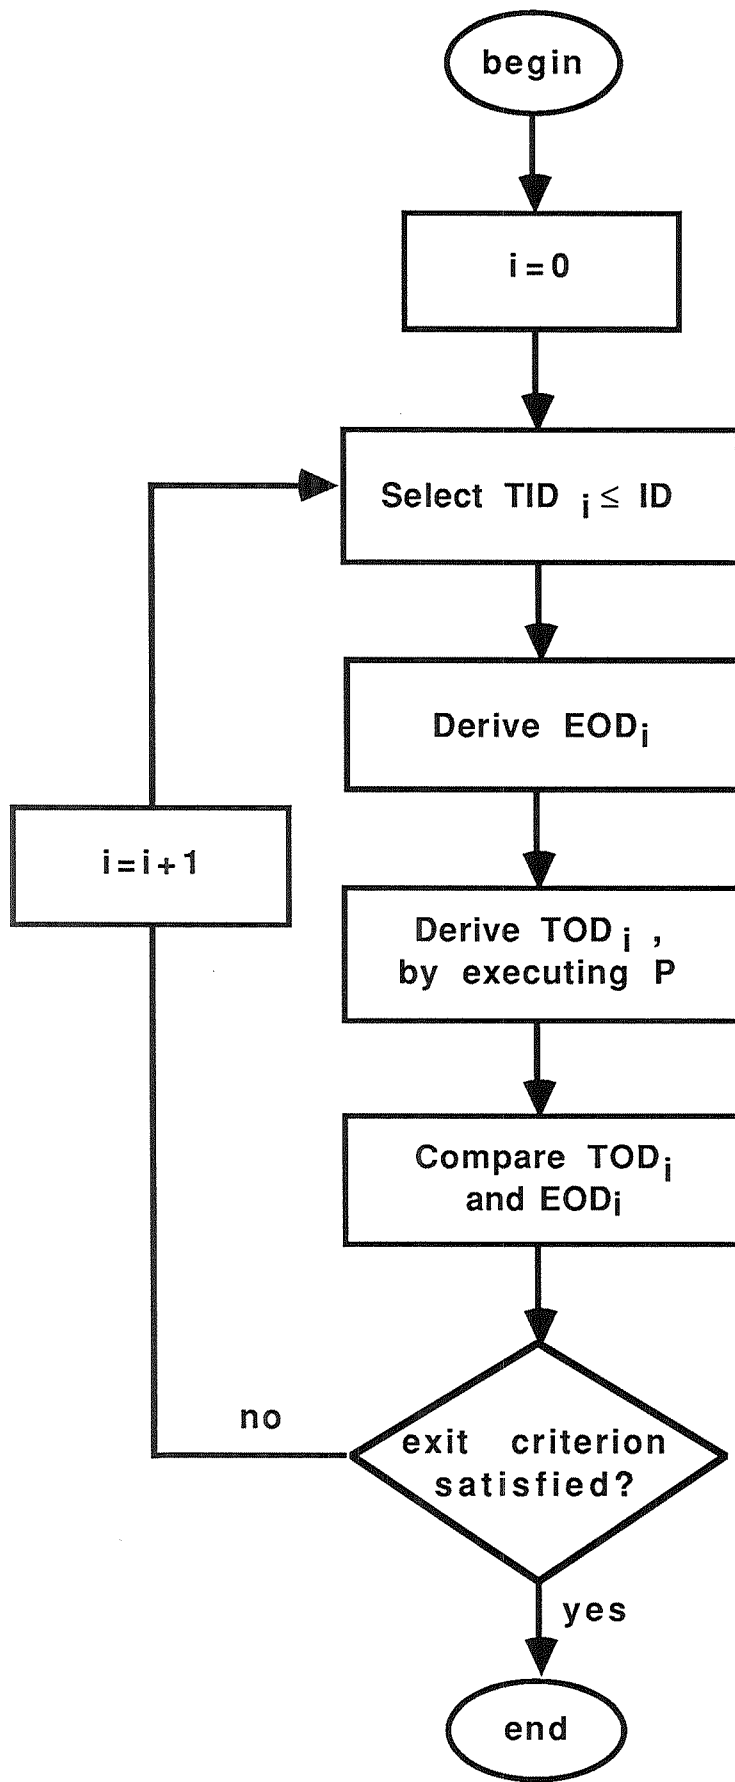 begin
i=0
Select TID i ≤ ID
Derive EODi
i=i+1
Derive TOD i ,
by executing P
Compare TODi
and EODi
no
exit criterion
satisfied?
yes
end